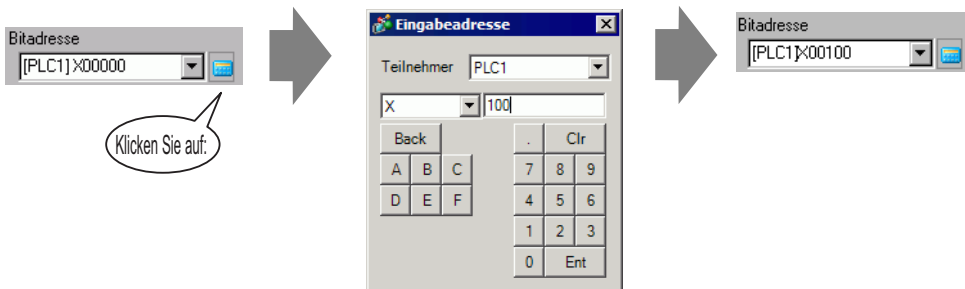 Bitadresse
[PLC1]X00000
Klicken Sie auf:
Eingabeadresse
Teilnehmer PLC1
X 100
Back . Clr
A B C 7 8 9
D E F 4 5 6
1 2 3
0 Ent
Bitadresse
[PLC1]X00100